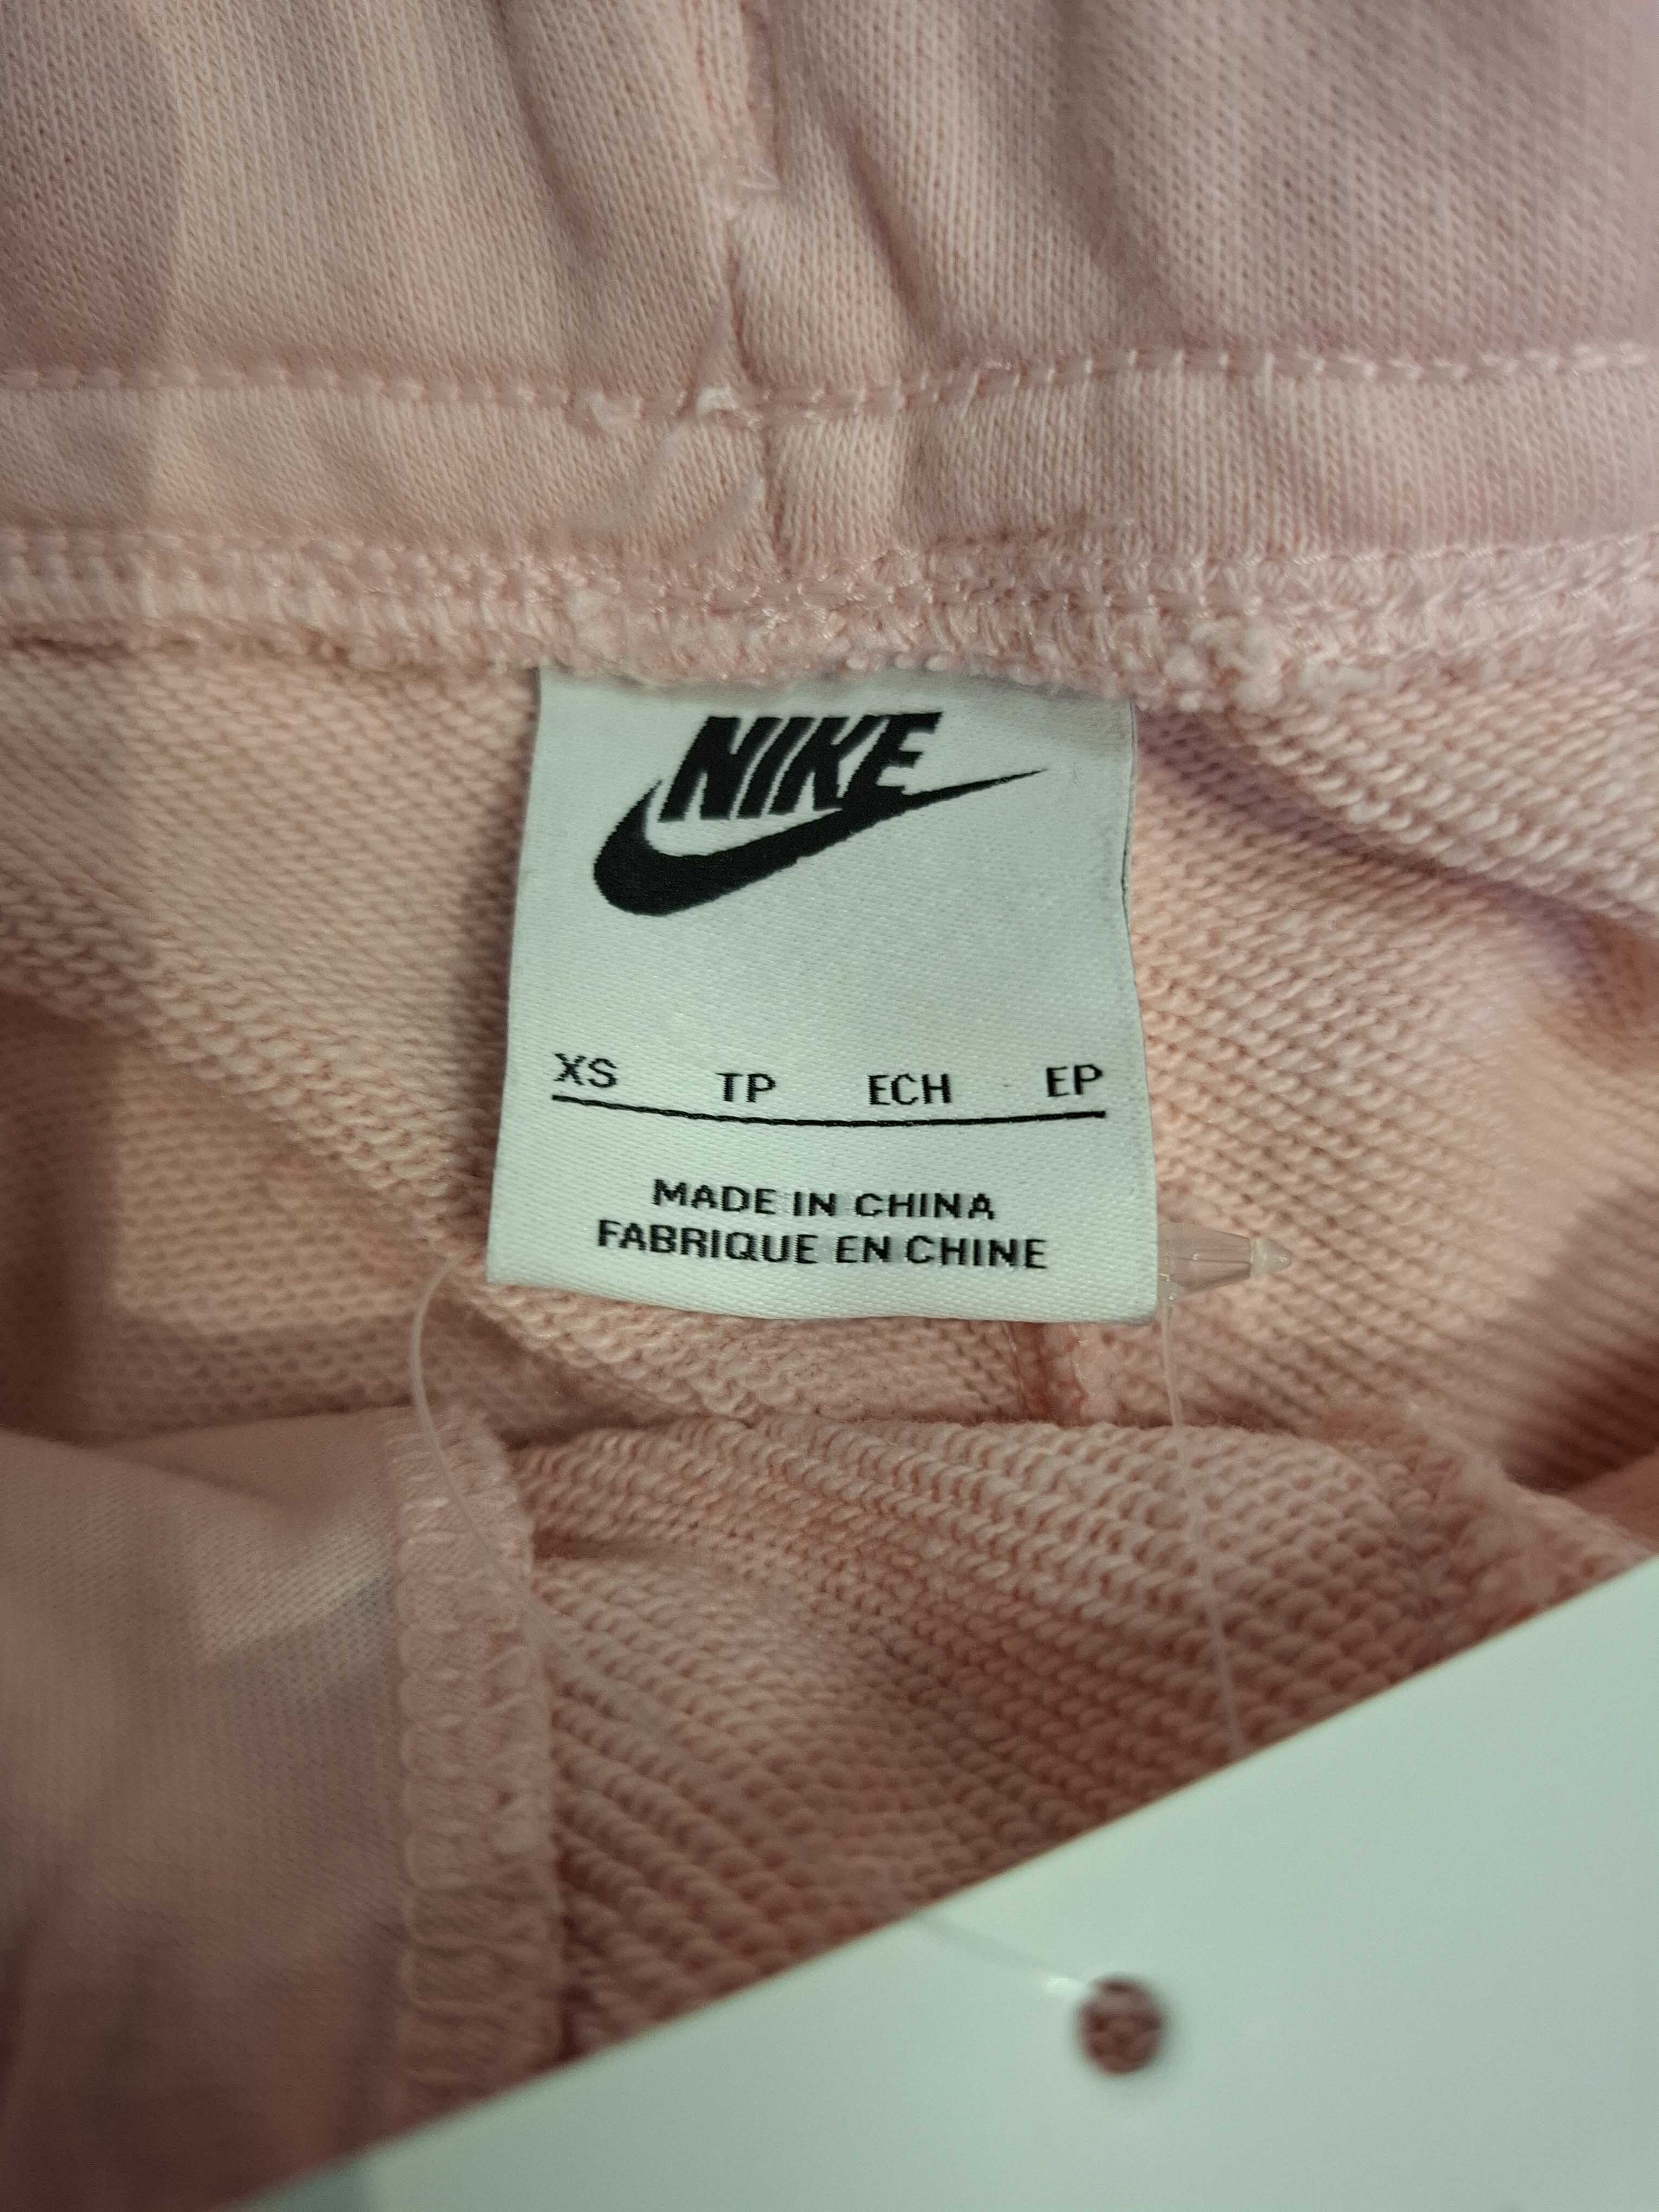 NIKE
XS TP ECH EP
MADE IN CHINA
FABRIQUE EN CHINE